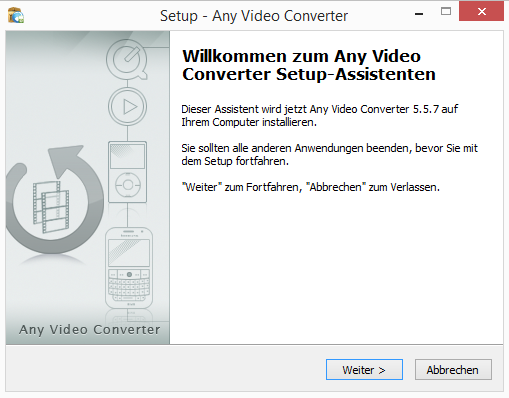 Setup - Any Video Converter
Willkommen zum Any Video
Converter Setup-Assistenten
Dieser Assistent wird jetzt Any Video Converter 5.5.7 auf
Ihrem Computer installieren.
Sie sollten alle anderen Anwendungen beenden, bevor Sie mit
dem Setup fortfahren.
"Weiter" zum Fortfahren, "Abbrechen" zum Verlassen.
Any Video Converter
Weiter >
Abbrechen